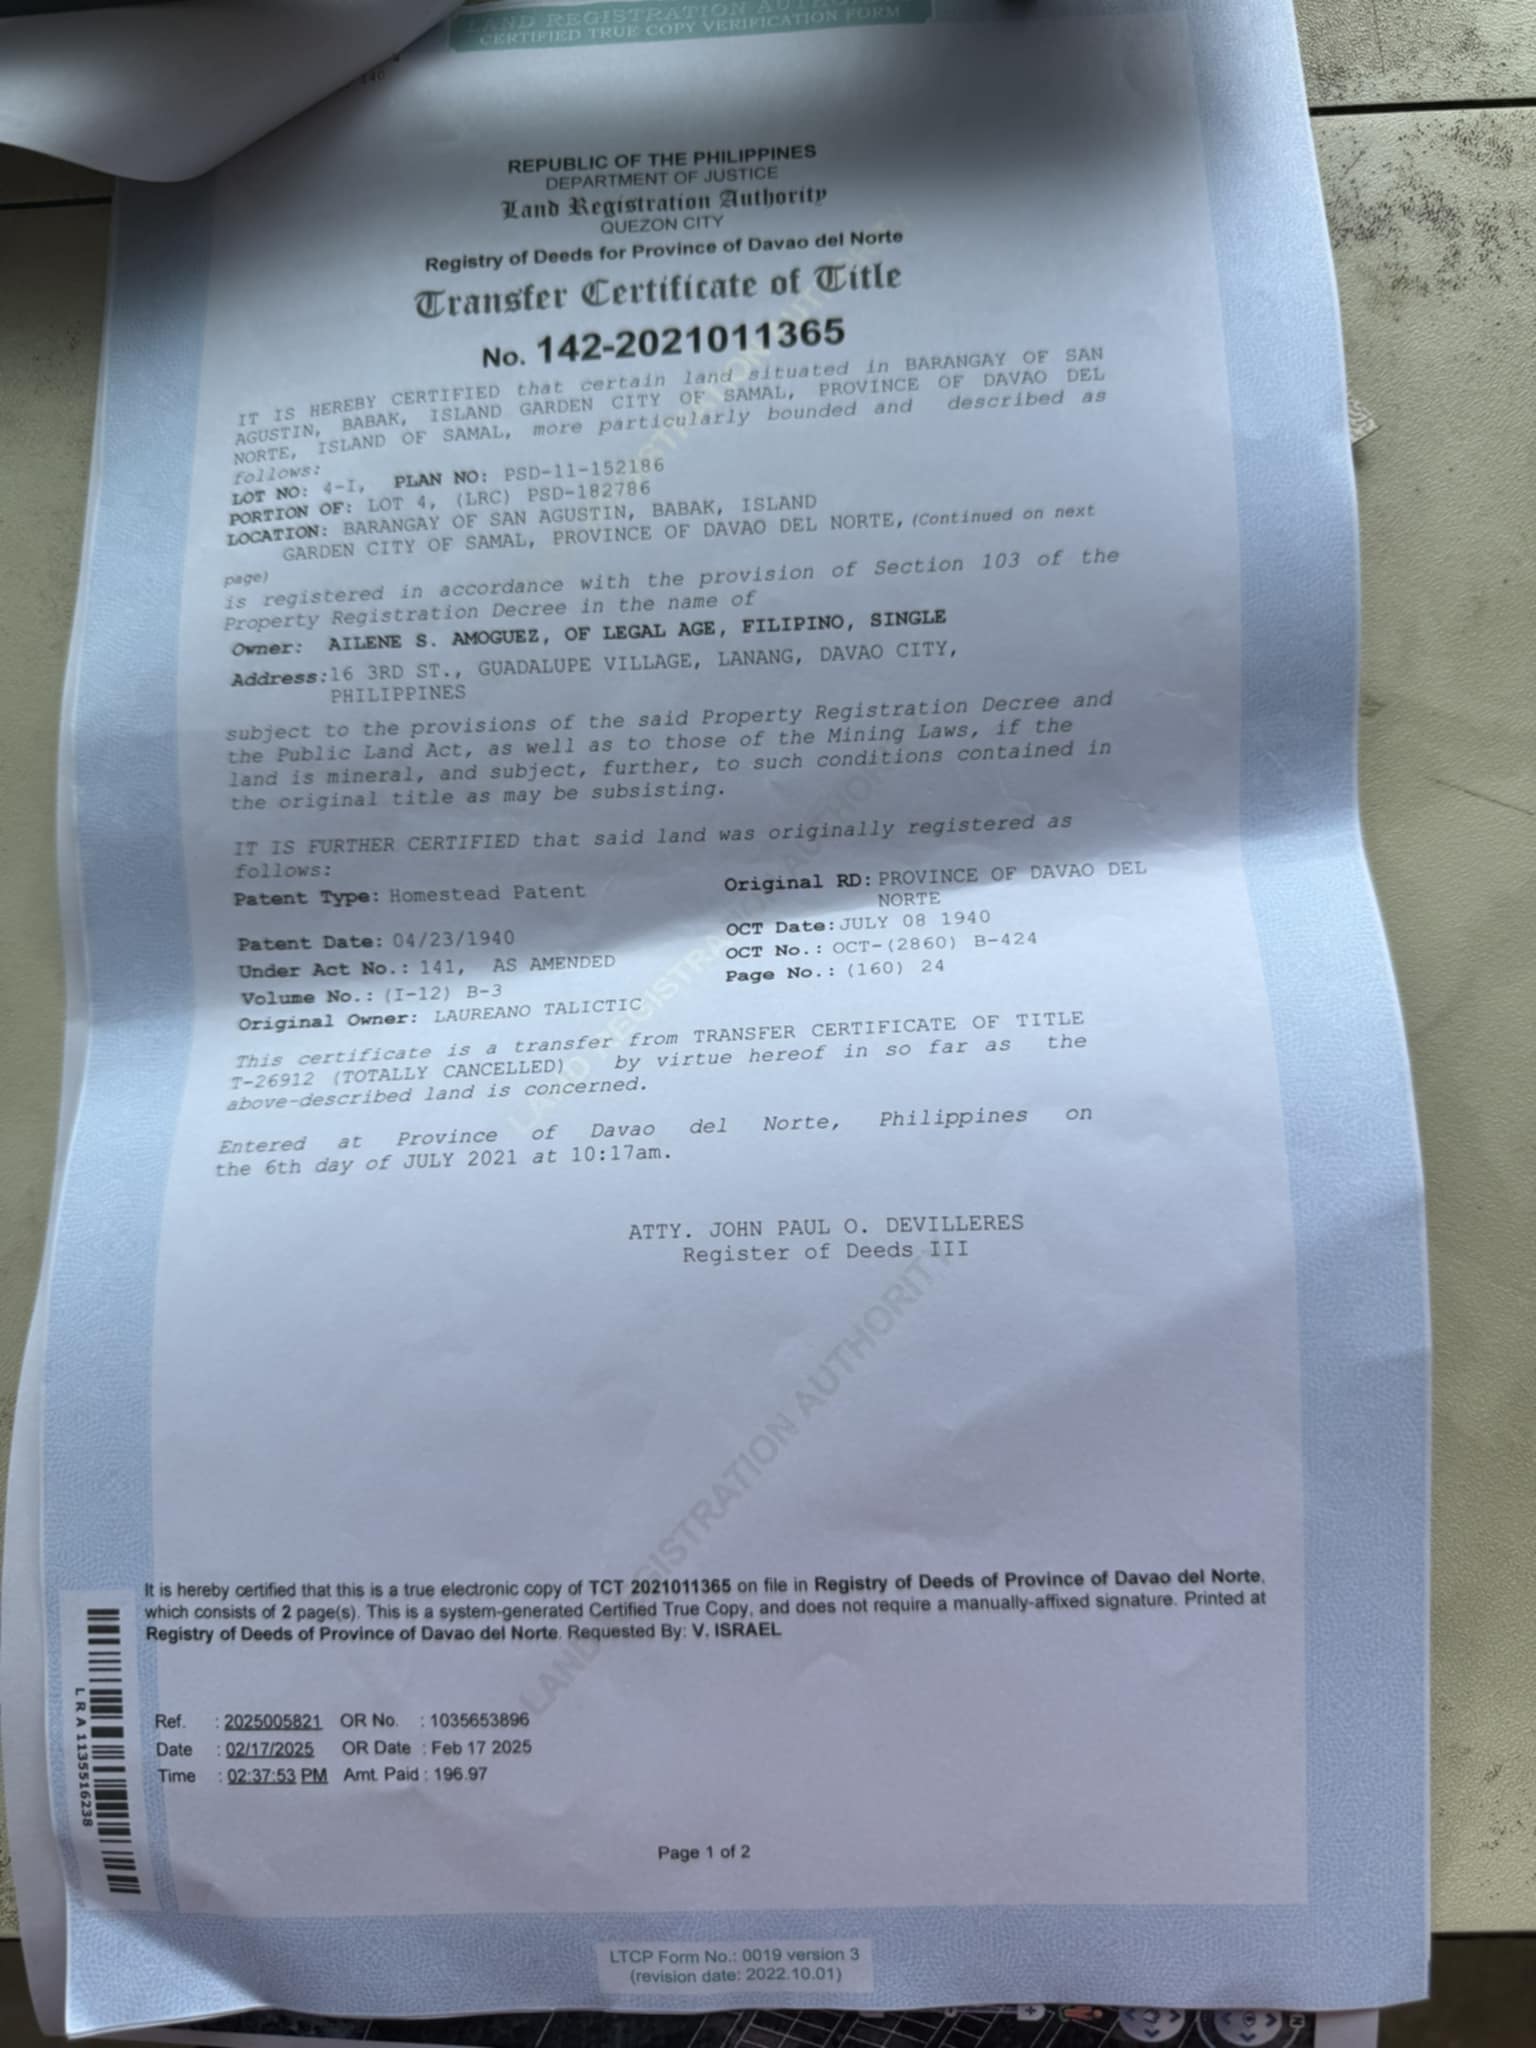 LAND REGISTRATION AUTHORITY
CERTIFIED TRUE COPY VERIFICATION FORM
REPUBLIC OF THE PHILIPPINES
DEPARTMENT OF JUSTICE
Land Registration Authority
QUEZON CITY
Registry of Deeds for Province of Davao del Norte
Transfer Certificate of Title
No. 142-2021011365
IT IS HEREBY CERTIFIED that certain land situated in BARANGAY OF SAN
AGUSTIN, BABAK, ISLAND GARDEN CITY OF SAMAL, PROVINCE OF DAVAO DEL
NORTE, ISLAND OF SAMAL, more particularly bounded and described as
follows:
LOT NO: 4-I, PLAN NO: PSD-11-152186
PORTION OF: LOT 4, (LRC) PSD-182786
LOCATION: BARANGAY OF SAN AGUSTIN, BABAK, ISLAND
GARDEN CITY OF SAMAL, PROVINCE OF DAVAO DEL NORTE, (Continued on next
page)
is registered in accordance with the provision of Section 103 of the
Property Registration Decree in the name of
Owner: AILENE S. AMOGUEZ, OF LEGAL AGE, FILIPINO, SINGLE
Address: 16 3RD ST., GUADALUPE VILLAGE, LANANG, DAVAO CITY,
PHILIPPINES
subject to the provisions of the said Property Registration Decree and
the Public Land Act, as well as to those of the Mining Laws, if the
land is mineral, and subject, further, to such conditions contained in
the original title as may be subsisting.
IT IS FURTHER CERTIFIED that said land was originally registered as
follows:
Patent Type: Homestead Patent Original RD: PROVINCE OF DAVAO DEL
NORTE
Patent Date: 04/23/1940 OCT Date: JULY 08 1940
Under Act No.: 141, AS AMENDED OCT No.: OCT-(2860) B-424
Volume No.: (I-12) B-3 Page No.: (160) 24
Original Owner: LAUREANO TALICTIC
This certificate is a transfer from TRANSFER CERTIFICATE OF TITLE
T-26912 (TOTALLY CANCELLED) by virtue hereof in so far as the
above-described land is concerned.
Entered at Province of Davao del Norte, Philippines on
the 6th day of JULY 2021 at 10:17am.
ATTY. JOHN PAUL O. DEVILLERES
Register of Deeds III
It is hereby certified that this is a true electronic copy of TCT 2021011365 on file in Registry of Deeds of Province of Davao del Norte,
which consists of 2 page(s). This is a system-generated Certified True Copy, and does not require a manually-affixed signature. Printed at
Registry of Deeds of Province of Davao del Norte. Requested By: V. ISRAEL
Ref. : 2025005821 OR No. : 1035653896
Date : 02/17/2025 OR Date : Feb 17 2025
Time : 02:37:53 PM Amt. Paid : 196.97
LRA 1135516238
Page 1 of 2
LTCP Form No.: 0019 version 3
(revision date: 2022.10.01)
LAND REGISTRATION AUTHORITY
LAND REGISTRATION AUTHORITY
LAND REGISTRATION AUTHORITY